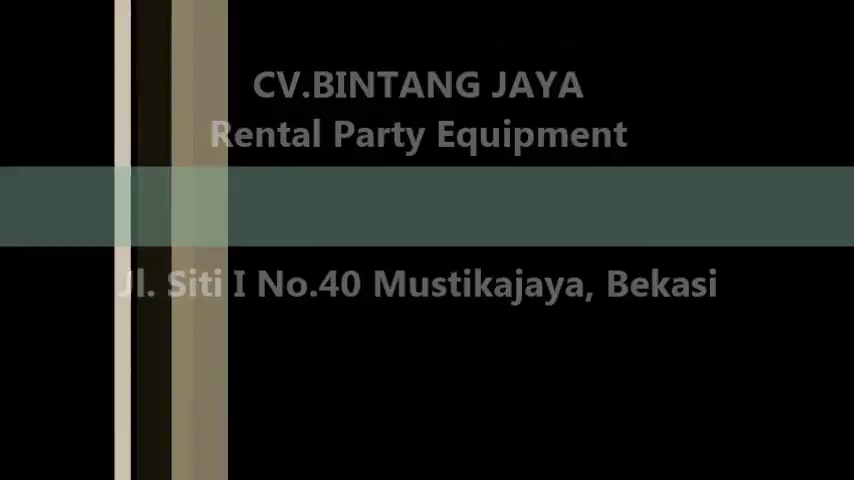 CV.BINTANG JAYA
Rental Party Equipment
Jl. Siti I No.40 Mustikajaya, Bekasi